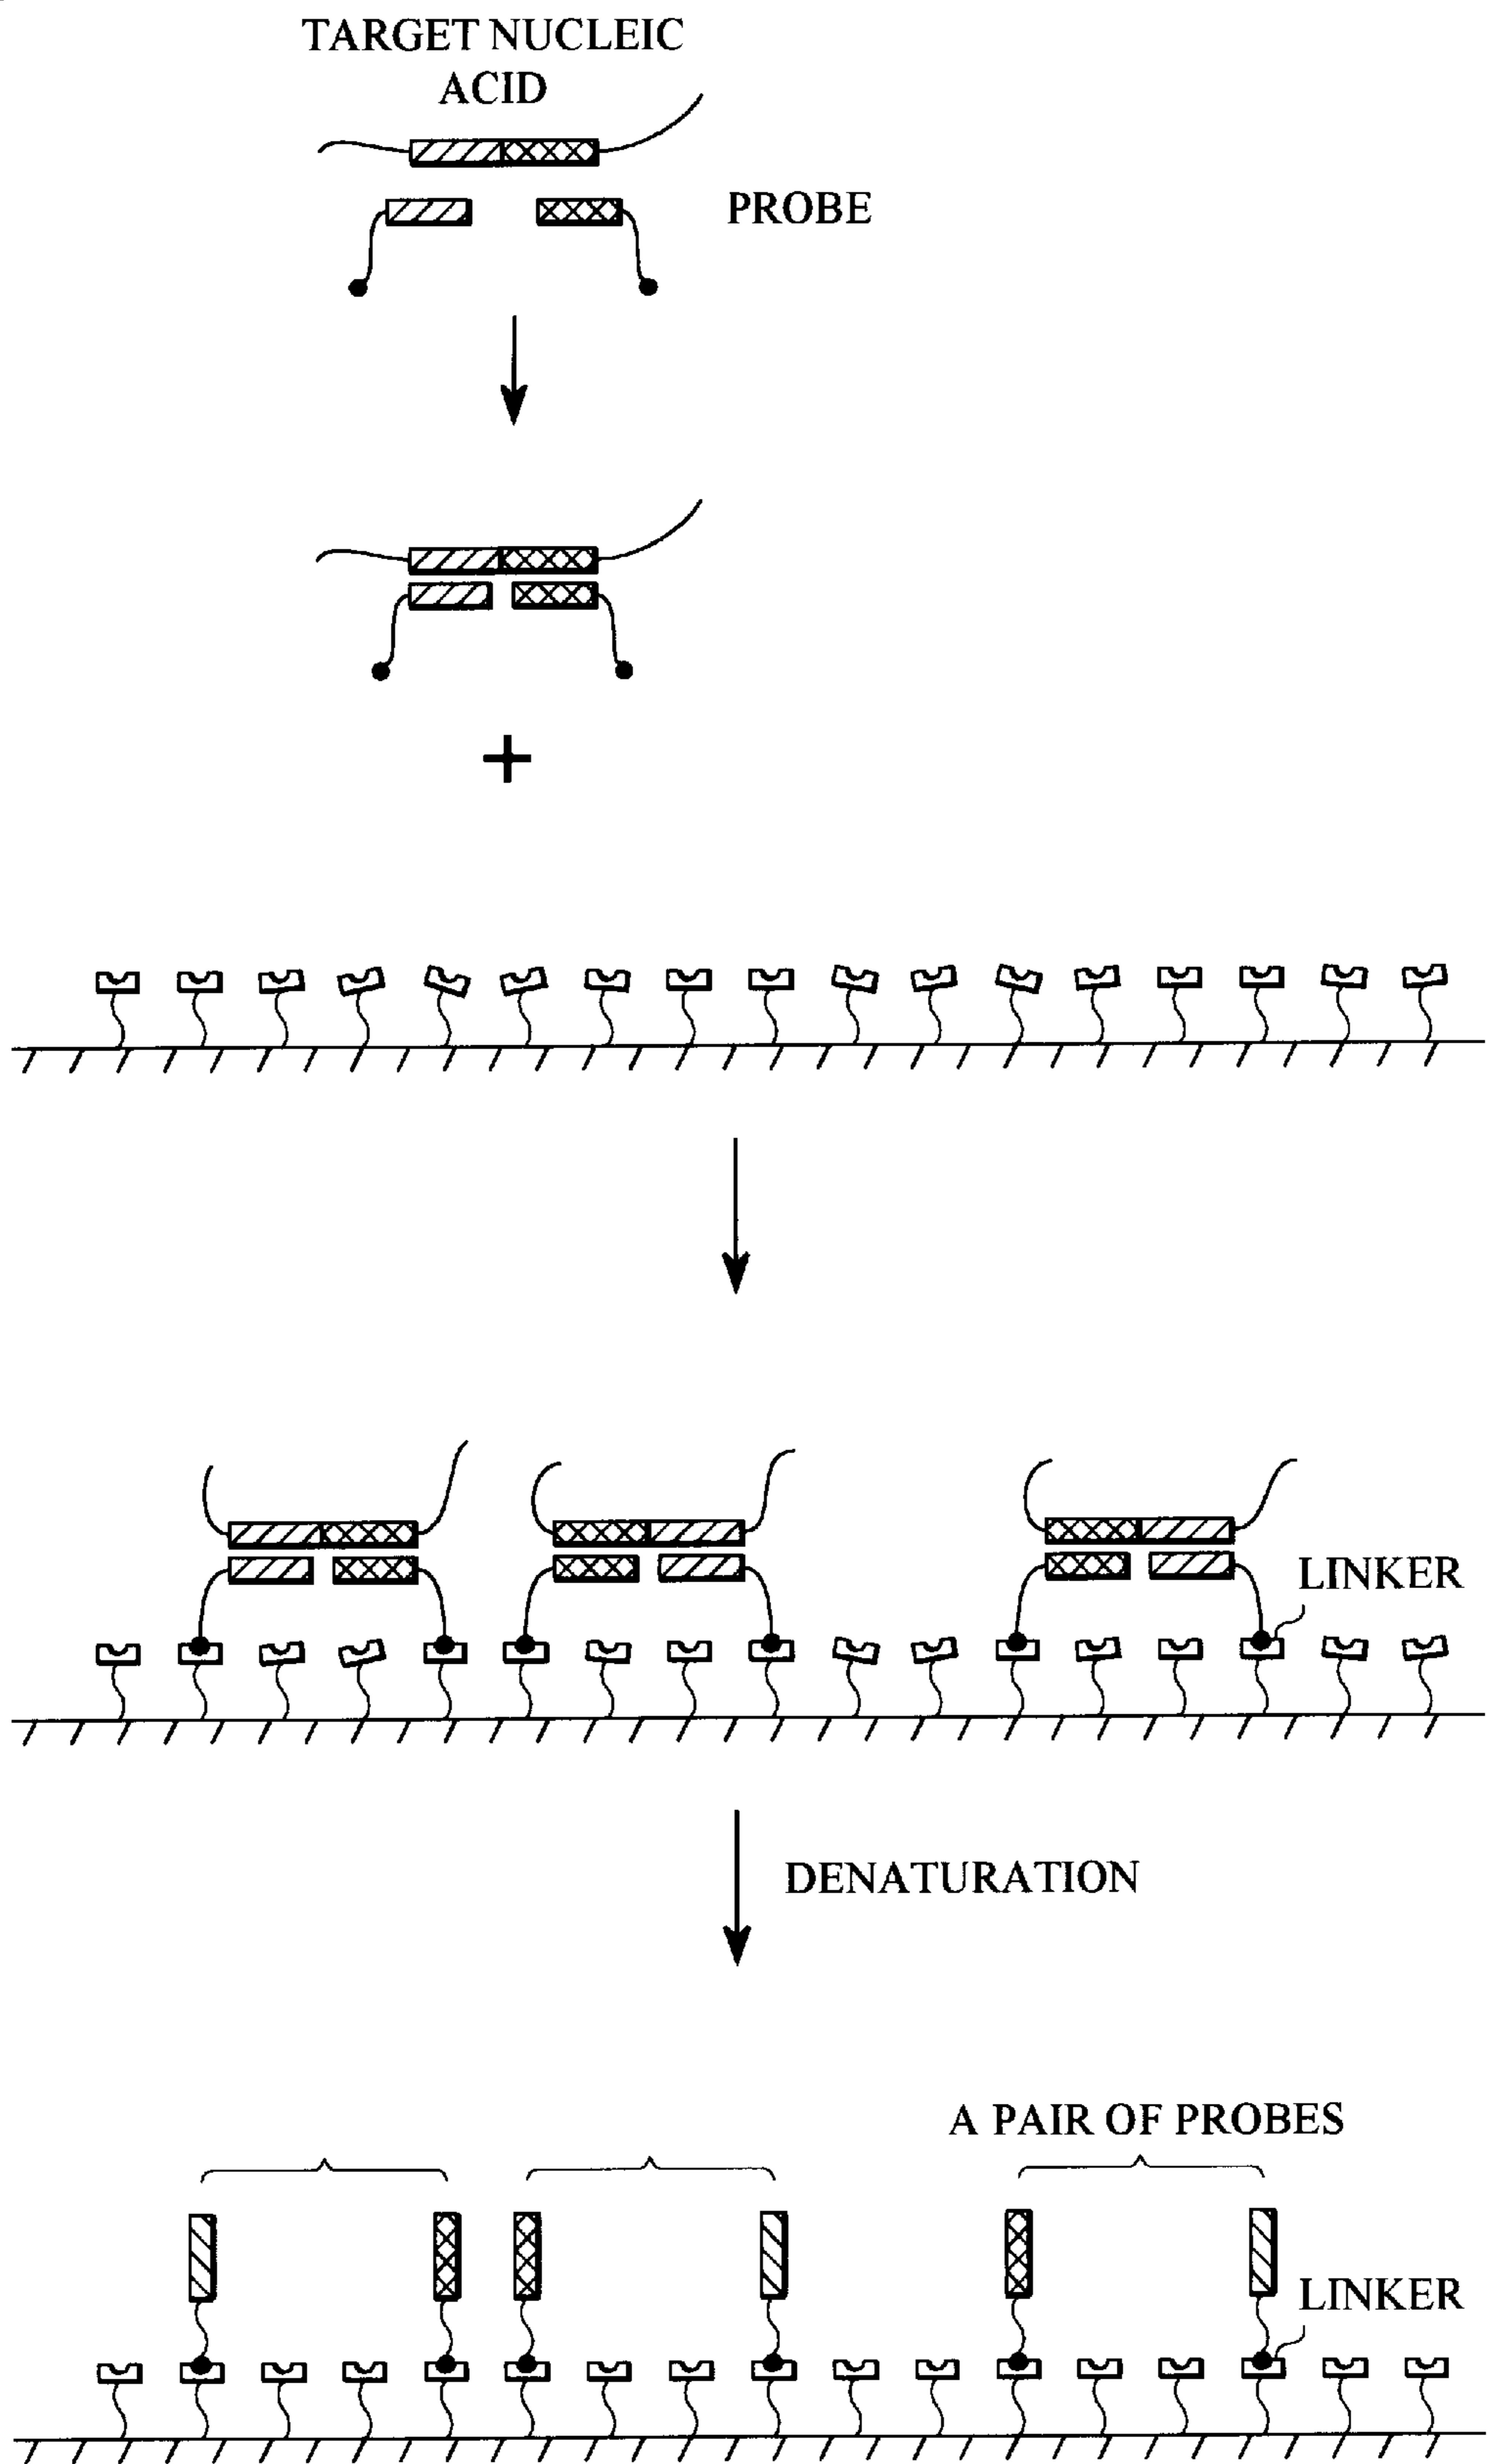 TARGET NUCLEIC
ACID
PROBE
LINKER
DENATURATION
A PAIR OF PROBES
LINKER